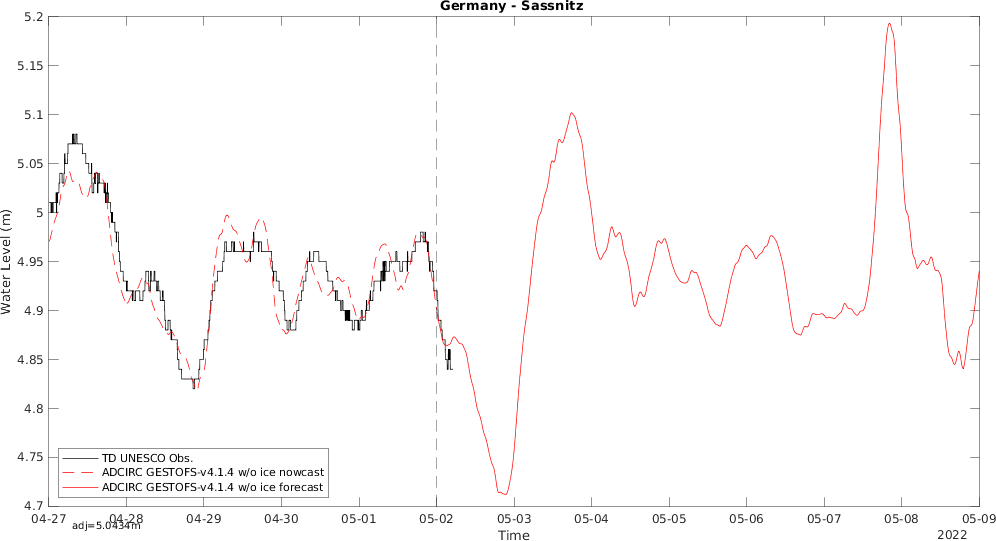 Germany - Sassnitz
5.2
5.15
5.1
5.05
5
4.95
4.9
4.85
4.8
4.75
4.7
Water Level (m)
TD UNESCO Obs.
ADCIRC GESTOFS-v4.1.4 w/o ice nowcast
ADCIRC GESTOFS-v4.1.4 w/o ice forecast
04-27 04-28 04-29 04-30 05-01 05-02 05-03 05-04 05-05 05-06 05-07 05-08 05-09
adj=5.0434m
Time
2022